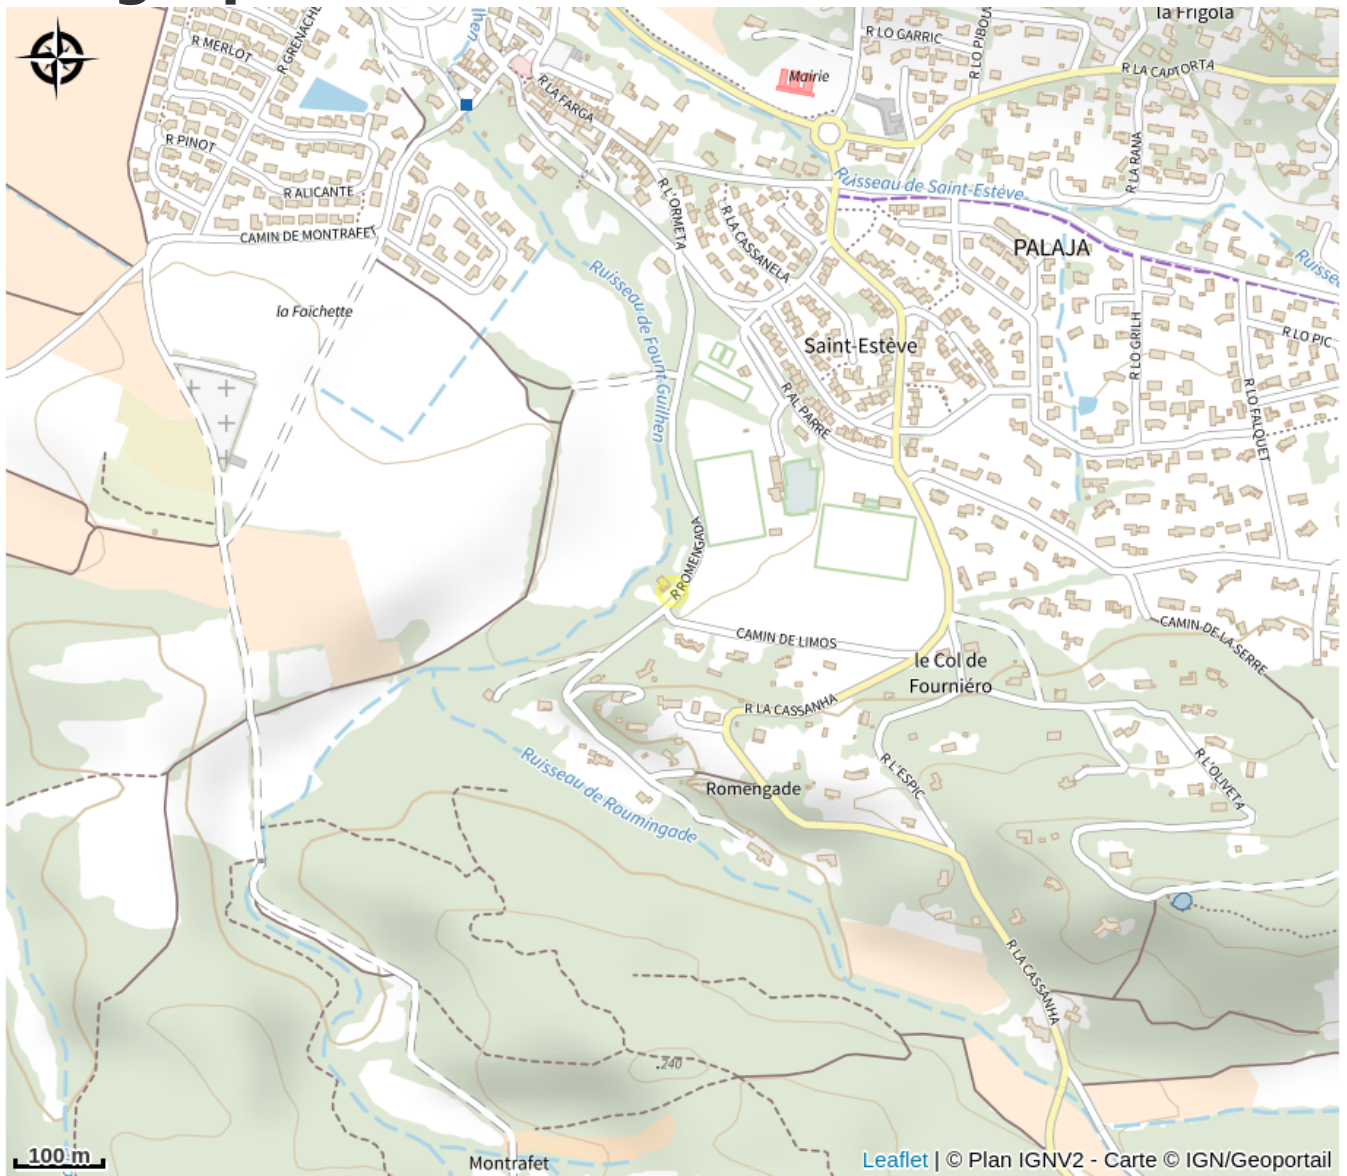 la Frigola
R MERLOT
R GRENACHE
R LO GARRIC
R LO PIBOU
R LA CAPTORTA
Mairie
R LA FARGA
R PINOT
R ALICANTE
R LA RANA
Ruisseau de Saint-Estève
R L'ORMETA
R LA CASSANELA
CAMIN DE MONTRAFET
PALAJA
Ruisseau de Fount Guilhen
la Faïchette
Saint-Estève
R LO GRILH
R LO PIC
R AL PARRE
R LO FALQUET
R ROMENGADA
CAMIN DE LIMOS
CAMIN DE LA SERRE
le Col de
Fourniéro
R LA CASSANHA
Ruisseau de Roumingade
Romengade
R L'ESPIC
R L'OLIVETA
R LA CASSANHA
.240
Montrafet
100 m
Leaflet | © Plan IGNV2 - Carte © IGN/Geoportail